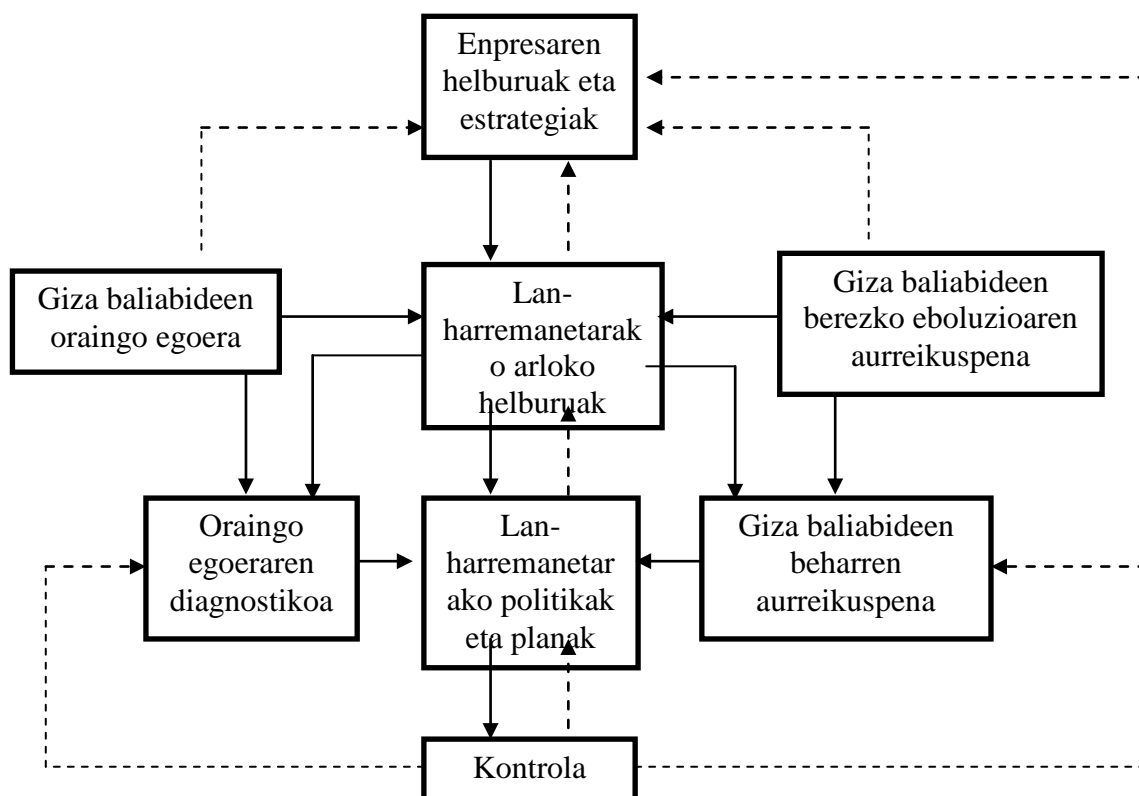 Enpresaren
helburuak eta
estrategiak
Giza baliabideen
oraingo egoera
Lan-
harremanetarak
o arloko
helburuak
Giza baliabideen
berezko eboluzioaren
aurreikuspena
Oraingo
egoeraren
diagnostikoa
Lan-
harremanetar
ako politikak
eta planak
Giza baliabideen
beharren
aurreikuspena
Kontrola